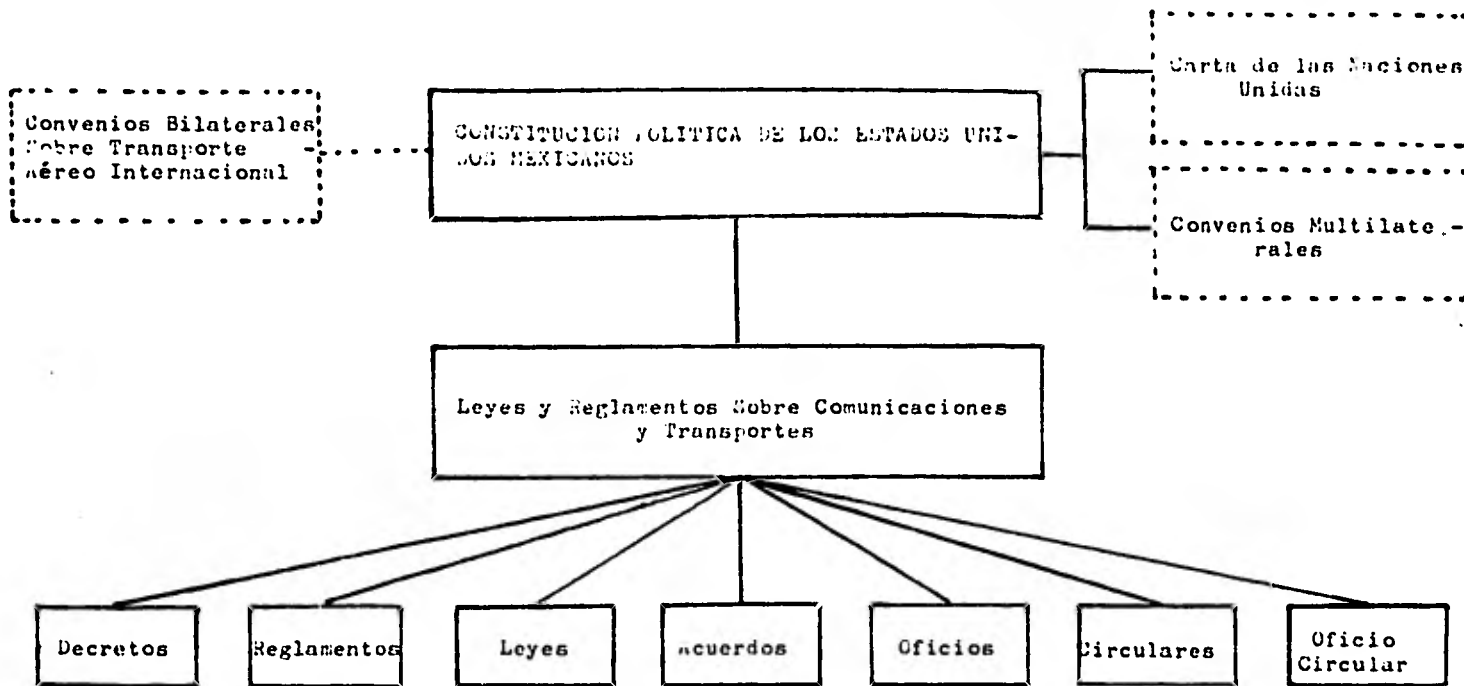 Carta de las Naciones
Unidas
Convenios Bilaterales
Sobre Transporte
Aéreo Internacional
CONSTITUCION POLITICA DE LOS ESTADOS UNI-
DOS MEXICANOS
Convenios Multilate.-
rales
Leyes y Reglamentos Sobre Comunicaciones
y Transportes
Decretos
Reglamentos
Leyes
Acuerdos
Oficios
Circulares
Oficio
Circular